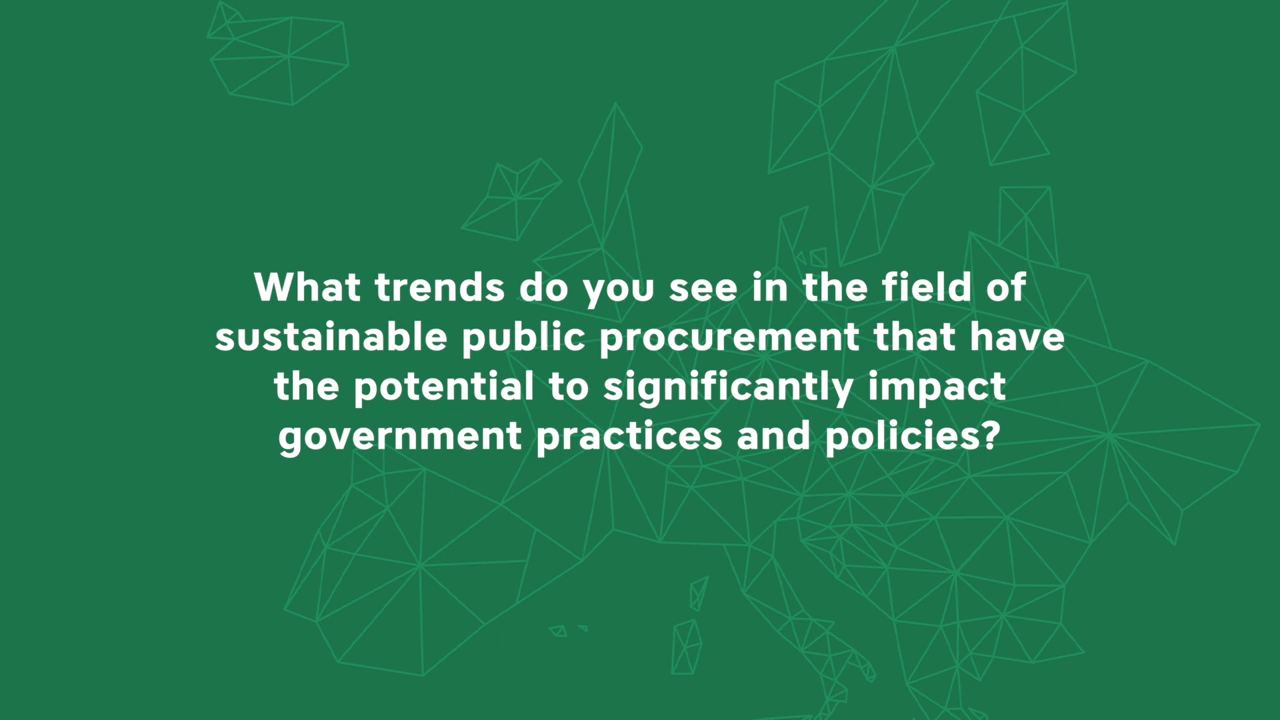 What trends do you see in the field of
sustainable public procurement that have
the potential to significantly impact
government practices and policies?